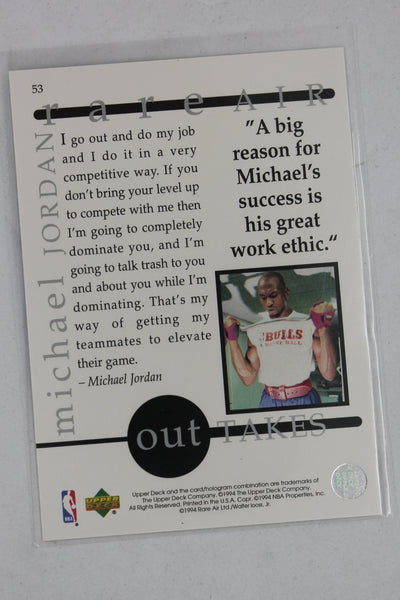 53
rare AIR
michael JORDAN
I go out and do my job
and I do it in a very
competitive way. If you
don't bring your level up
to compete with me then
I'm going to completely
dominate you, and I'm
going to talk trash to you
and about you while I'm
dominating. That's my
way of getting my
teammates to elevate
their game.
– Michael Jordan
"A big
reason for
Michael's
success is
his great
work ethic."
BULLS
out TAKES
NBA
UPPER
DECK
Upper Deck and the card/hologram combination are trademarks of
The Upper Deck Company. ©1994 The Upper Deck Company.
All Rights Reserved. Printed in the U.S.A. Copr. ©1994 NBA Properties, Inc.
©1994 Rare Air Ltd./Walter Iooss, Jr.